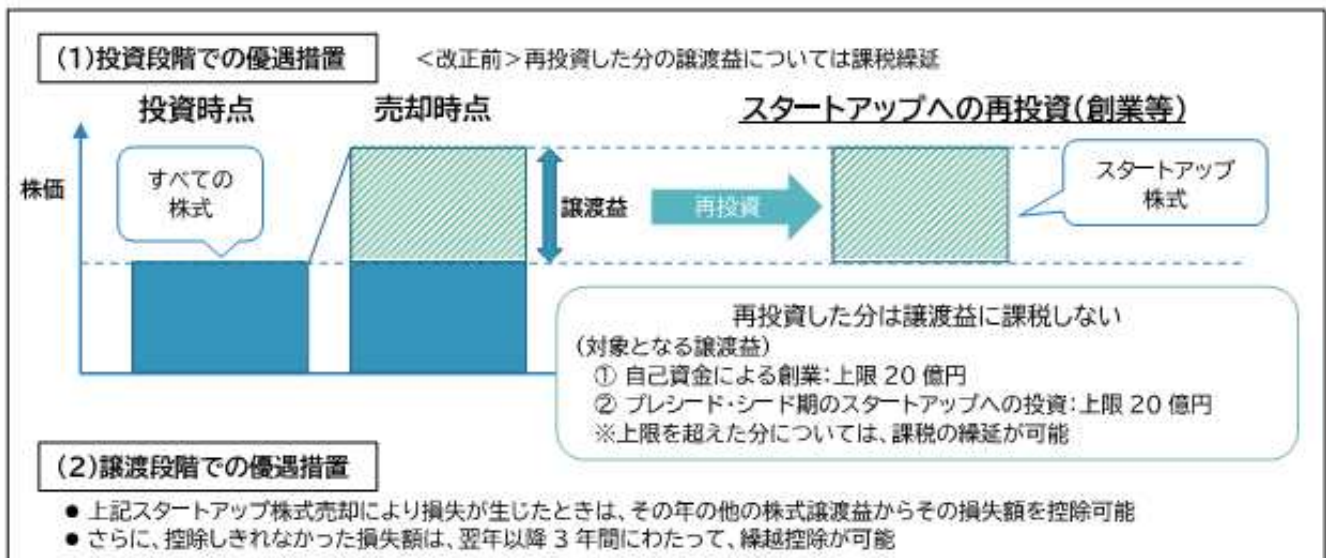 (1)投資段階での優遇措置
<改正前>再投資した分の譲渡益については課税繰延
投資時点
売却時点
スタートアップへの再投資(創業等)
株価
すべての
株式
譲渡益
再投資
スタートアップ
株式
再投資した分は譲渡益に課税しない
(対象となる譲渡益)
① 自己資金による創業:上限 20 億円
② プレシード・シード期のスタートアップへの投資:上限 20 億円
※上限を超えた分については、課税の繰延が可能
(2)譲渡段階での優遇措置
● 上記スタートアップ株式売却により損失が生じたときは、その年の他の株式譲渡益からその損失額を控除可能
● さらに、控除しきれなかった損失額は、翌年以降 3 年間にわたって、繰越控除が可能